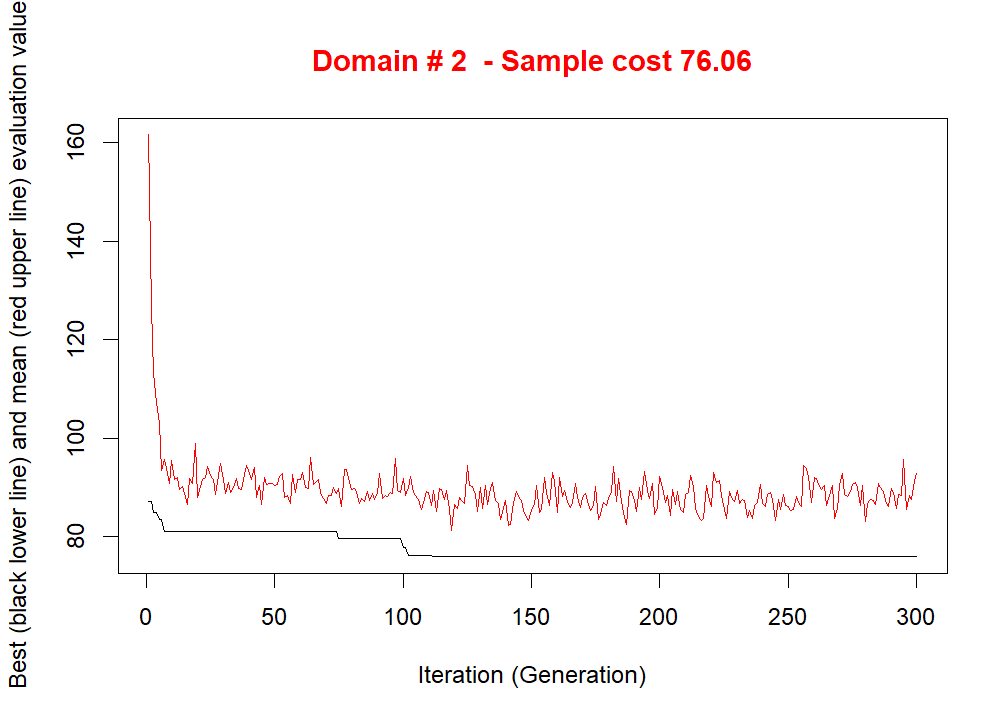 Domain # 2  - Sample cost 76.06
Best (black lower line) and mean (red upper line) evaluation value
160
140
120
100
80
0 50 100 150 200 250 300
Iteration (Generation)